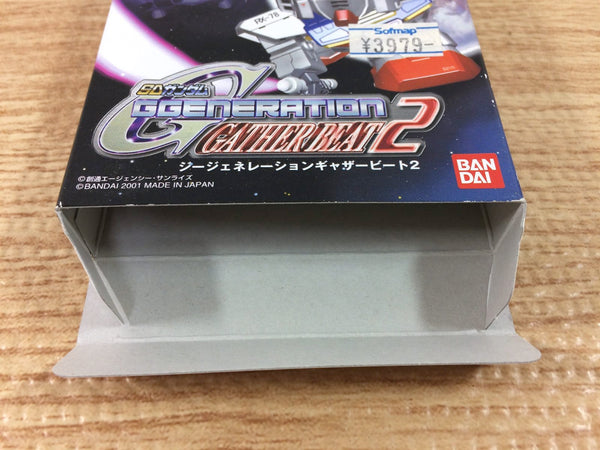 RX-78
Sofmap
¥3979-
SDガンダム
GGENERATION
GATHER BEAT 2
ジージェネレーションギャザービート2
BAN
DAI
©創通エージェンシー・サンライズ
©BANDAI 2001 MADE IN JAPAN